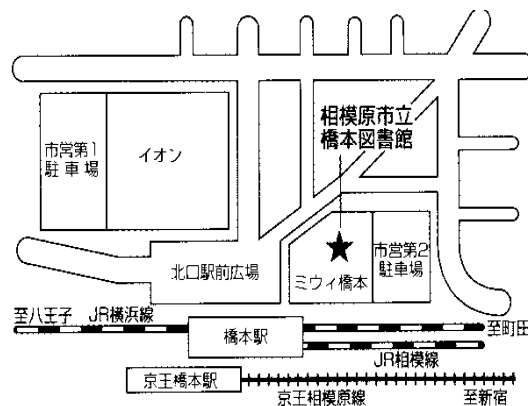 相模原市立
橋本図書館
市営第1
駐車場
イオン
北口駅前広場
ミウィ橋本
市営第2
駐車場
至八王子
JR横浜線
橋本駅
至町田
JR相模線
京王橋本駅
京王相模原線
至新宿